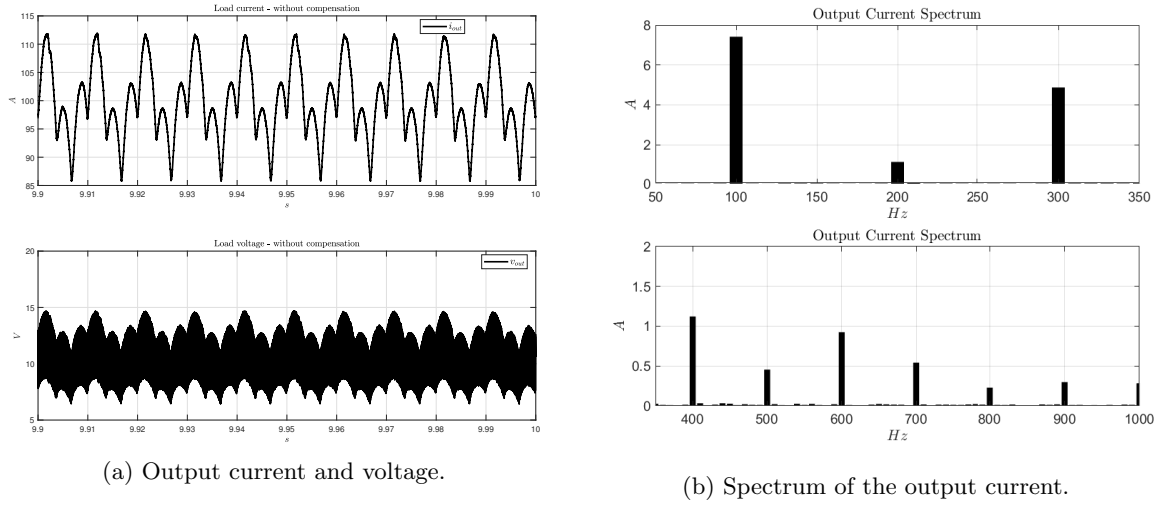 Load current - without compensation
115
110
105
100
95
90
85
A
i_out
9.9 9.91 9.92 9.93 9.94 9.95 9.96 9.97 9.98 9.99 10
s
Load voltage - without compensation
20
15
10
5
V
v_out
9.9 9.91 9.92 9.93 9.94 9.95 9.96 9.97 9.98 9.99 10
s
(a) Output current and voltage.
Output Current Spectrum
8
6
4
2
0
A
50 100 150 200 250 300 350
Hz
Output Current Spectrum
2
1.5
1
0.5
0
A
400 500 600 700 800 900 1000
Hz
(b) Spectrum of the output current.